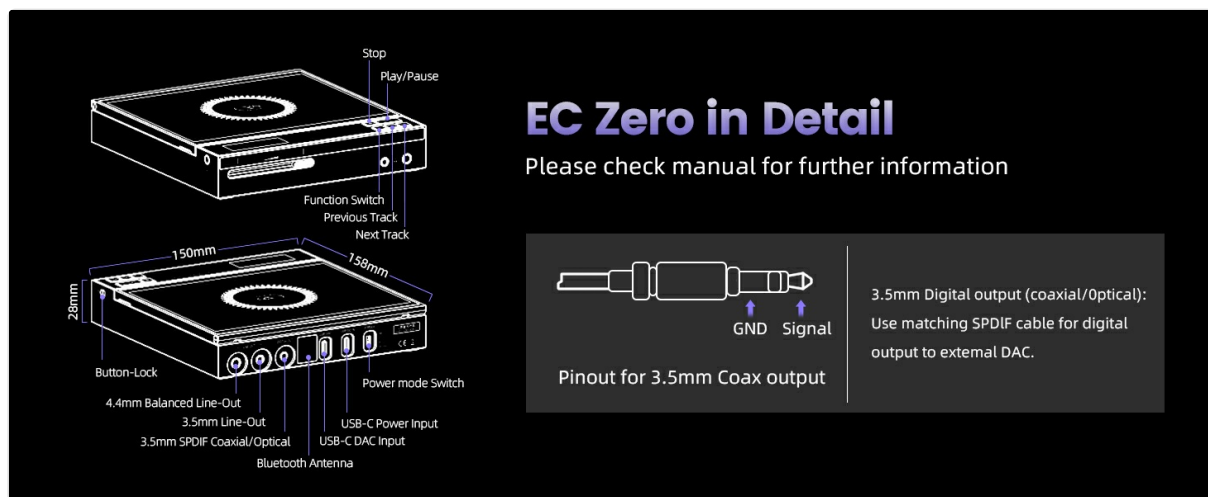 Stop
Play/Pause
Function Switch
Previous Track
Next Track
150mm
158mm
28mm
Button-Lock
Power mode Switch
4.4mm Balanced Line-Out
3.5mm Line-Out
USB-C Power Input
3.5mm SPDIF Coaxial/Optical
USB-C DAC Input
Bluetooth Antenna
EC Zero in Detail
Please check manual for further information
GND
Signal
Pinout for 3.5mm Coax output
3.5mm Digital output (coaxial/0ptical):
Use matching SPDlF cable for digital
output to extemal DAC.